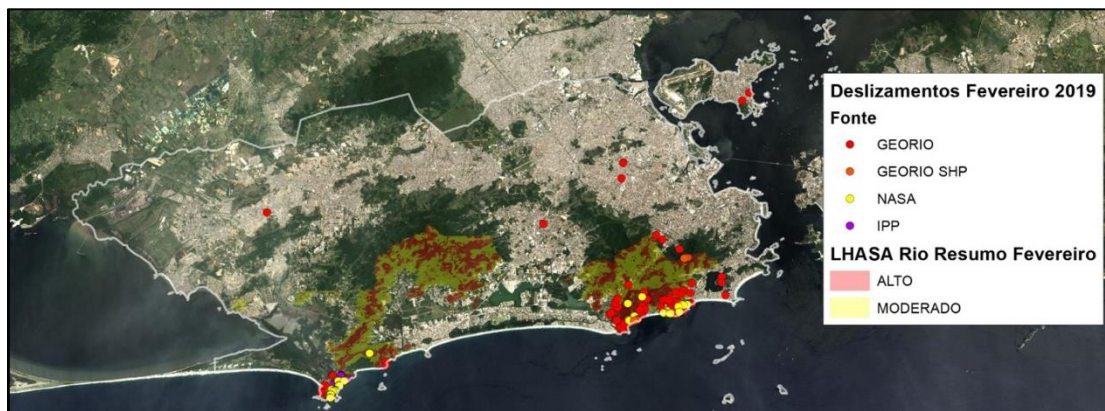 Deslizamentos Fevereiro 2019
Fonte
GEORIO
GEORIO SHP
NASA
IPP
LHASA Rio Resumo Fevereiro
ALTO
MODERADO